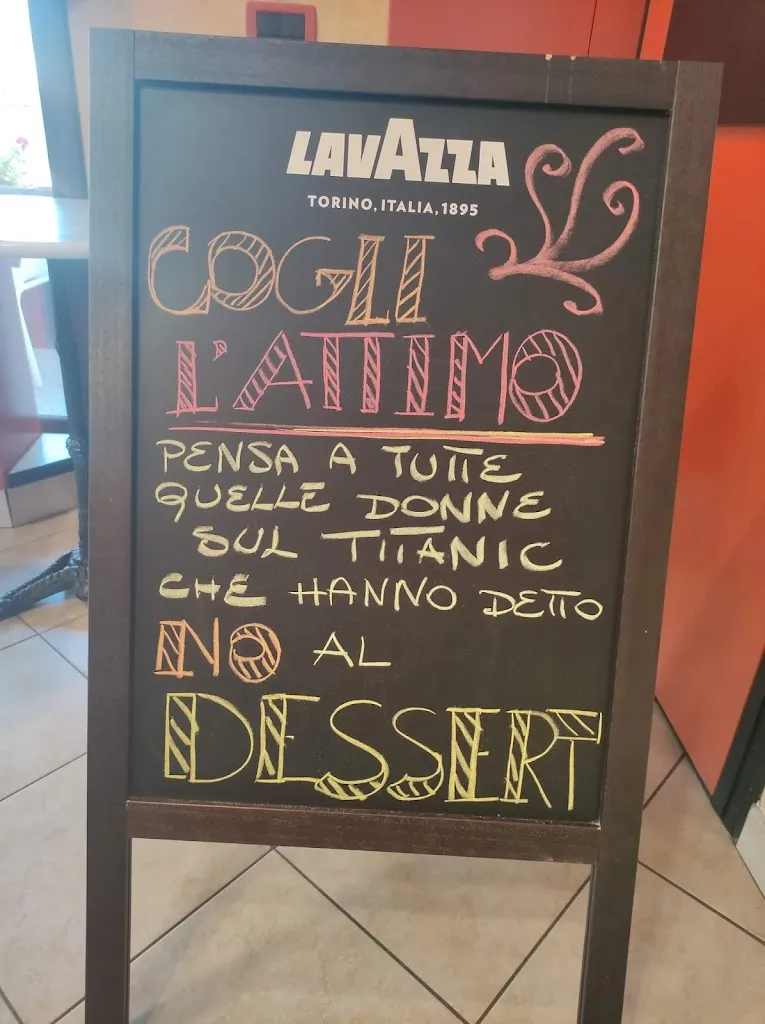 LAVAZZA
TORINO, ITALIA, 1895
COGLI
L'ATTIMO
PENSA A TUTTE
QUELLE DONNE
SUL TITANIC
CHE HANNO DETTO
NO AL
DESSERT